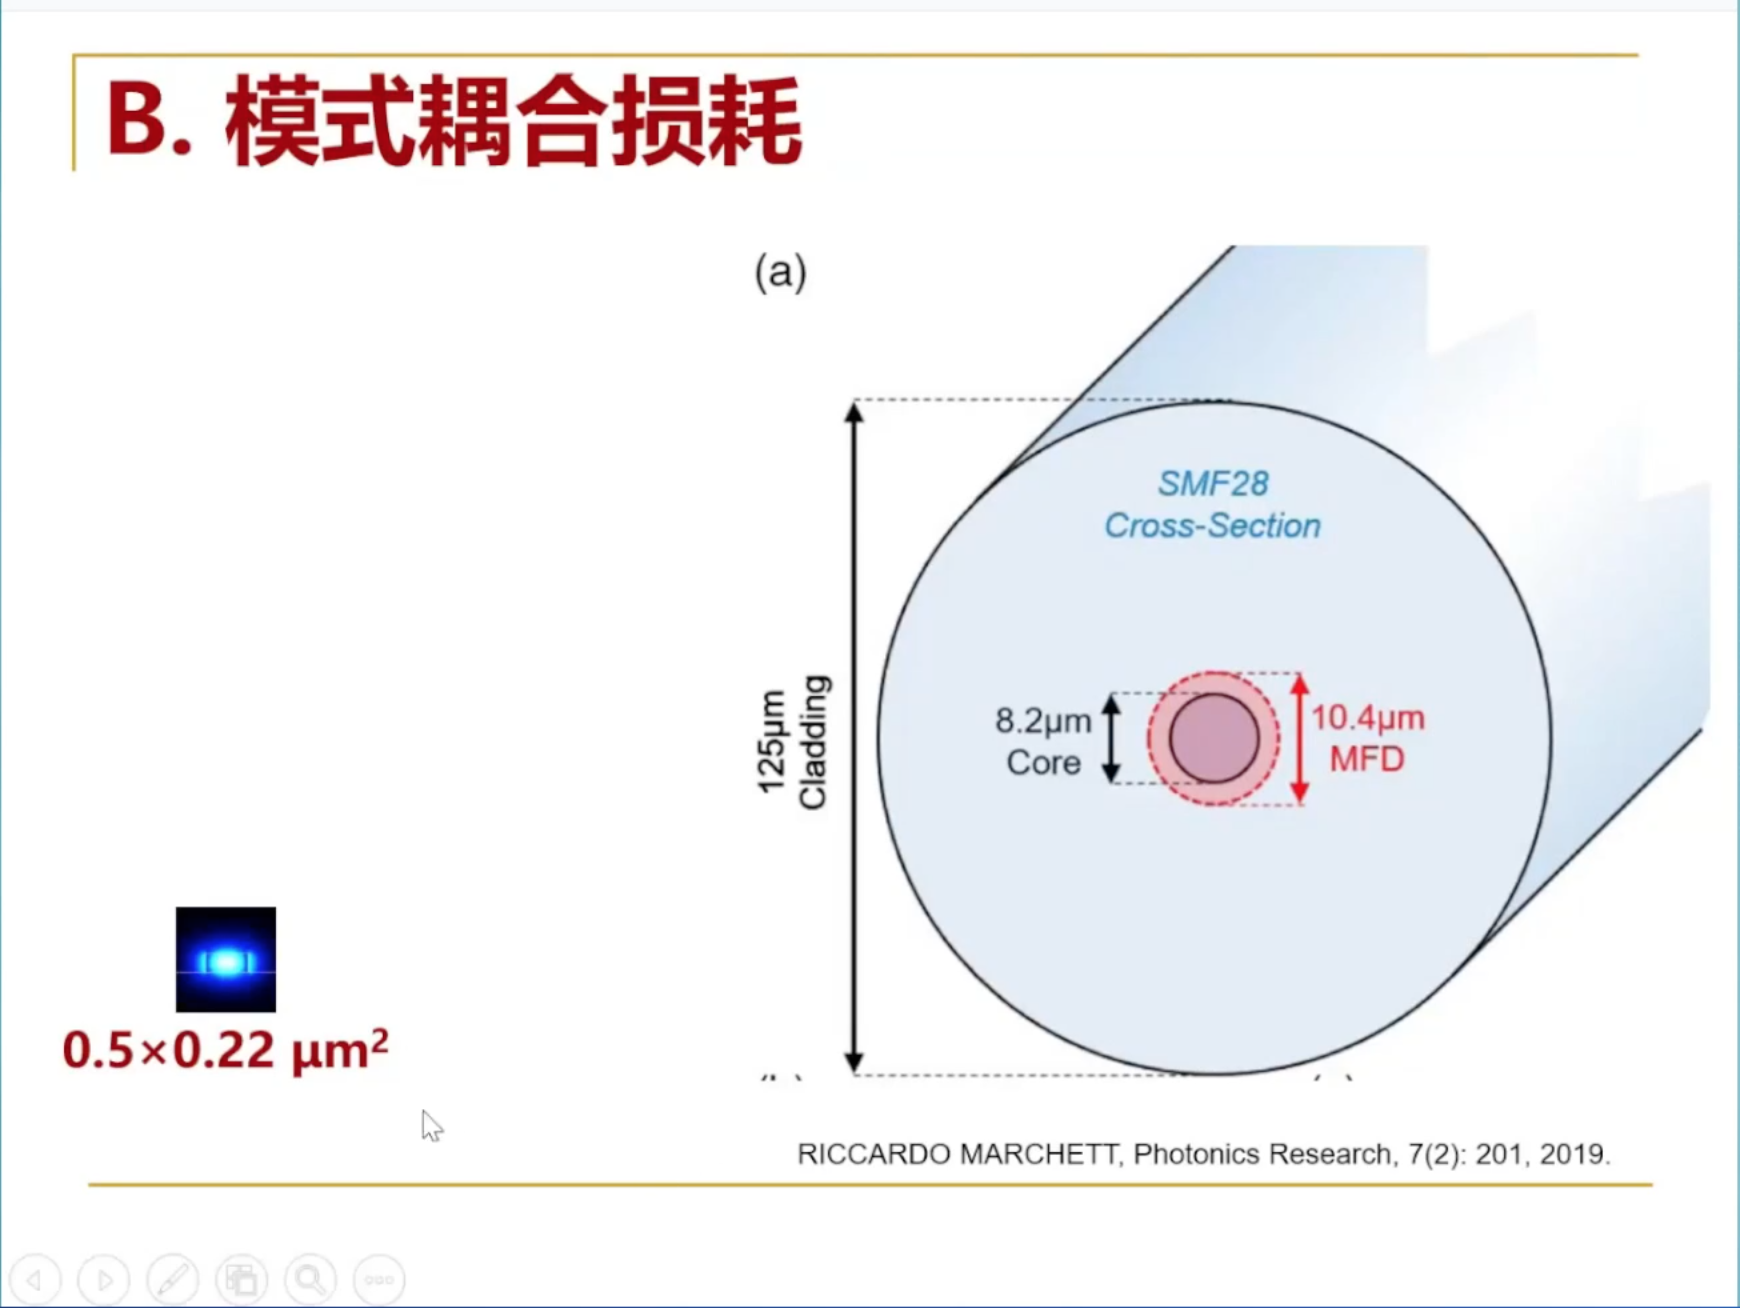 B. 模式耦合损耗
(a)
SMF28
Cross-Section
125μm
Cladding
8.2μm
Core
10.4μm
MFD
0.5×0.22 μm²
RICCARDO MARCHETT, Photonics Research, 7(2): 201, 2019.